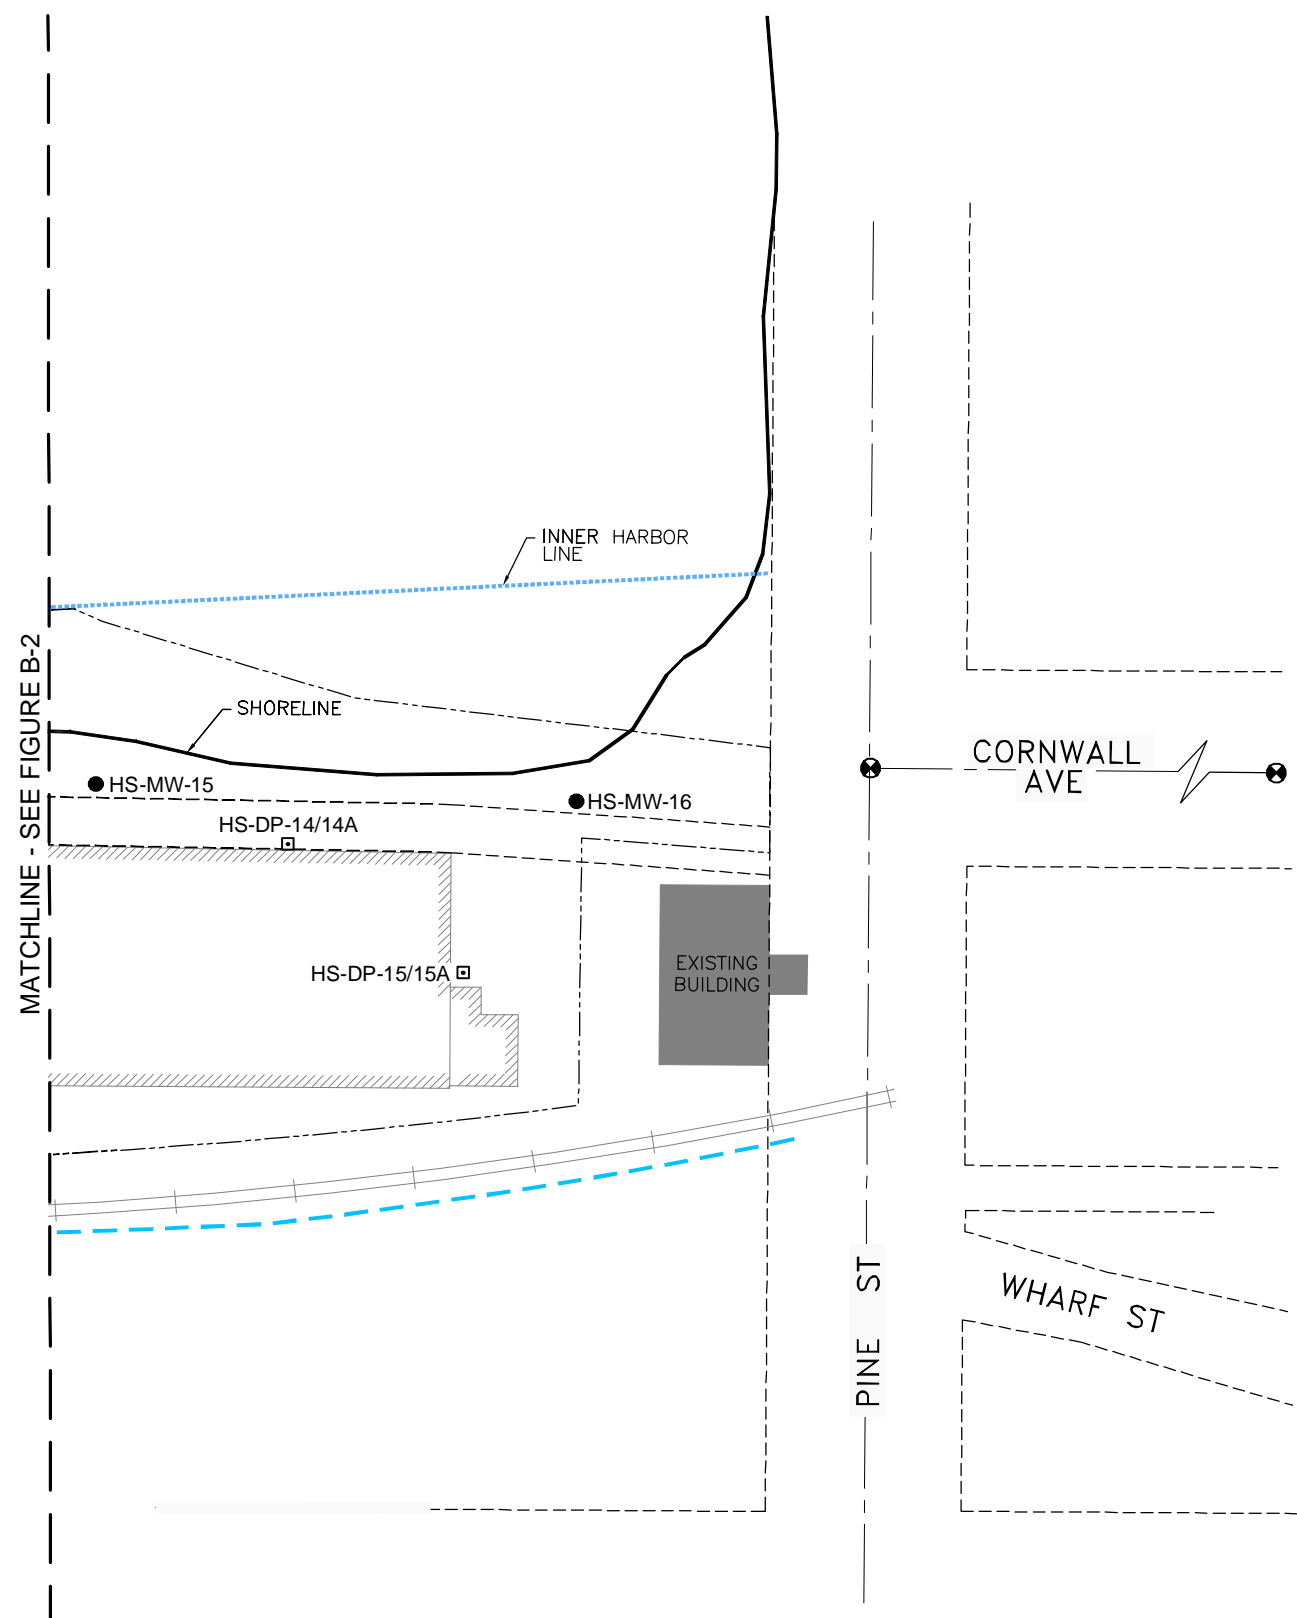 INNER HARBOR
LINE
MATCHLINE - SEE FIGURE B-2
SHORELINE
CORNWALL
AVE
HS-MW-15
HS-MW-16
HS-DP-14/14A
EXISTING
BUILDING
HS-DP-15/15A
PINE ST
WHARF ST